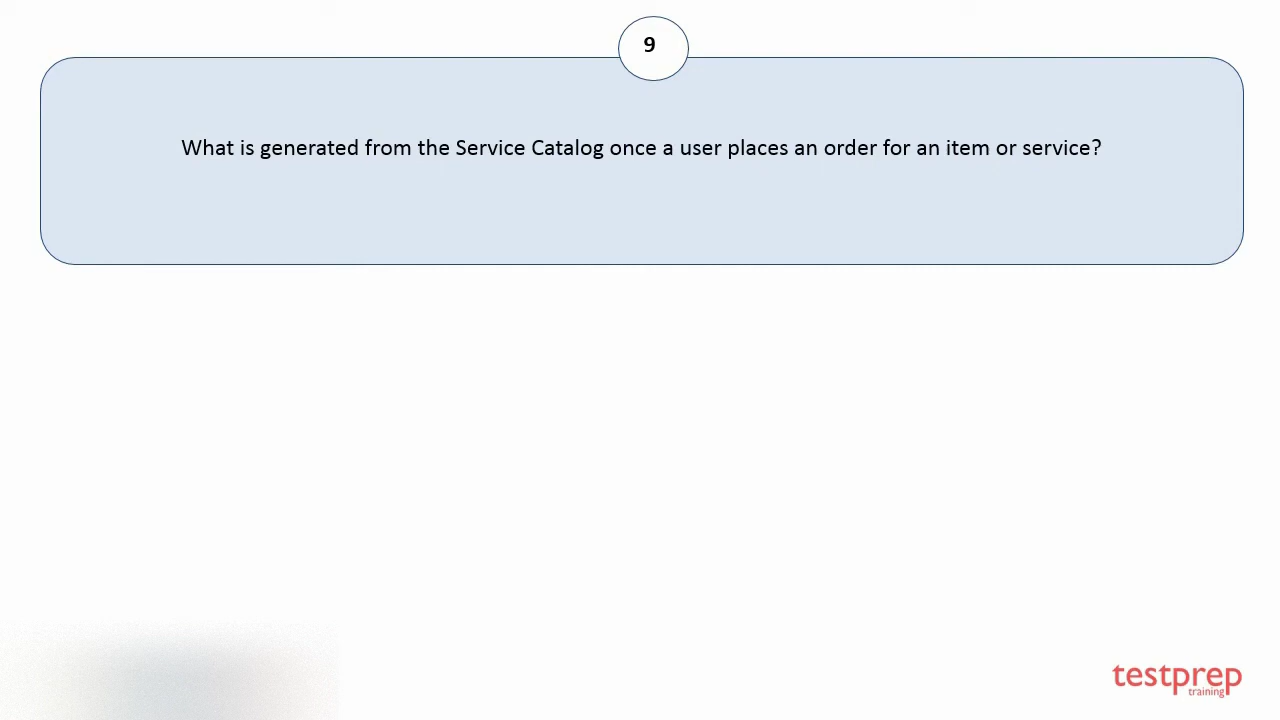 9
What is generated from the Service Catalog once a user places an order for an item or service?
testprep
training